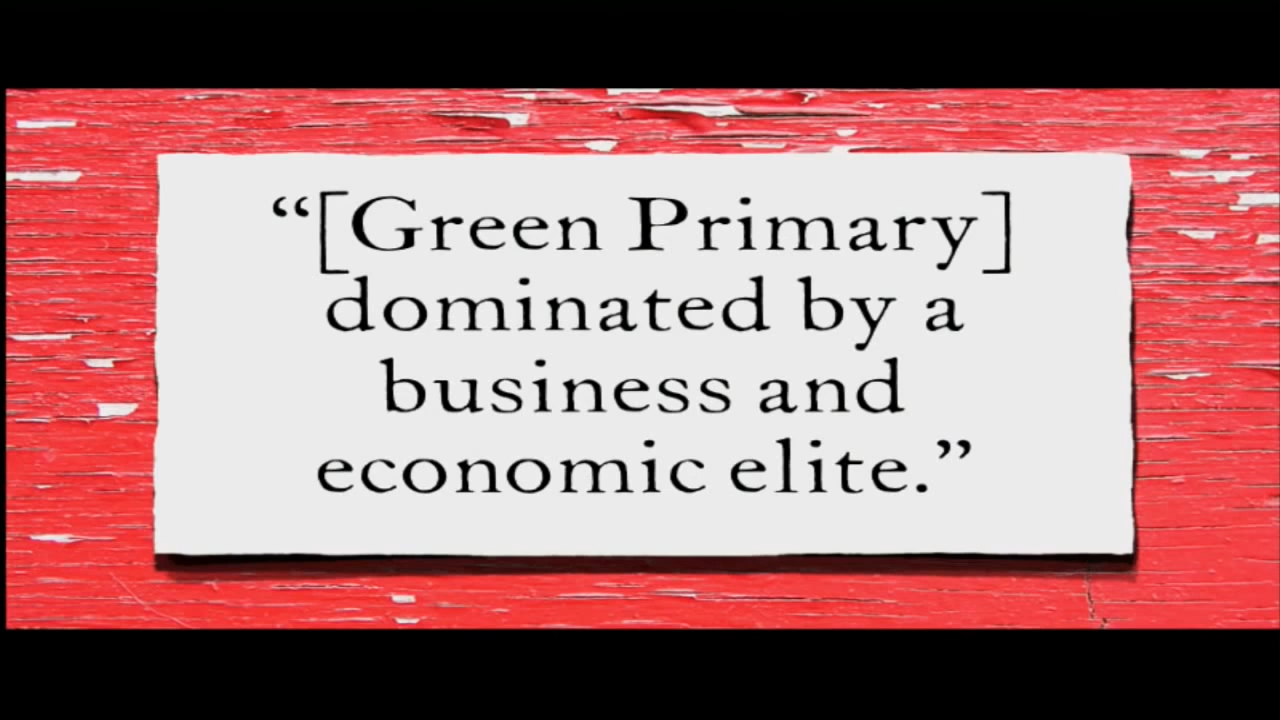 “[Green Primary]
dominated by a
business and
economic elite.”